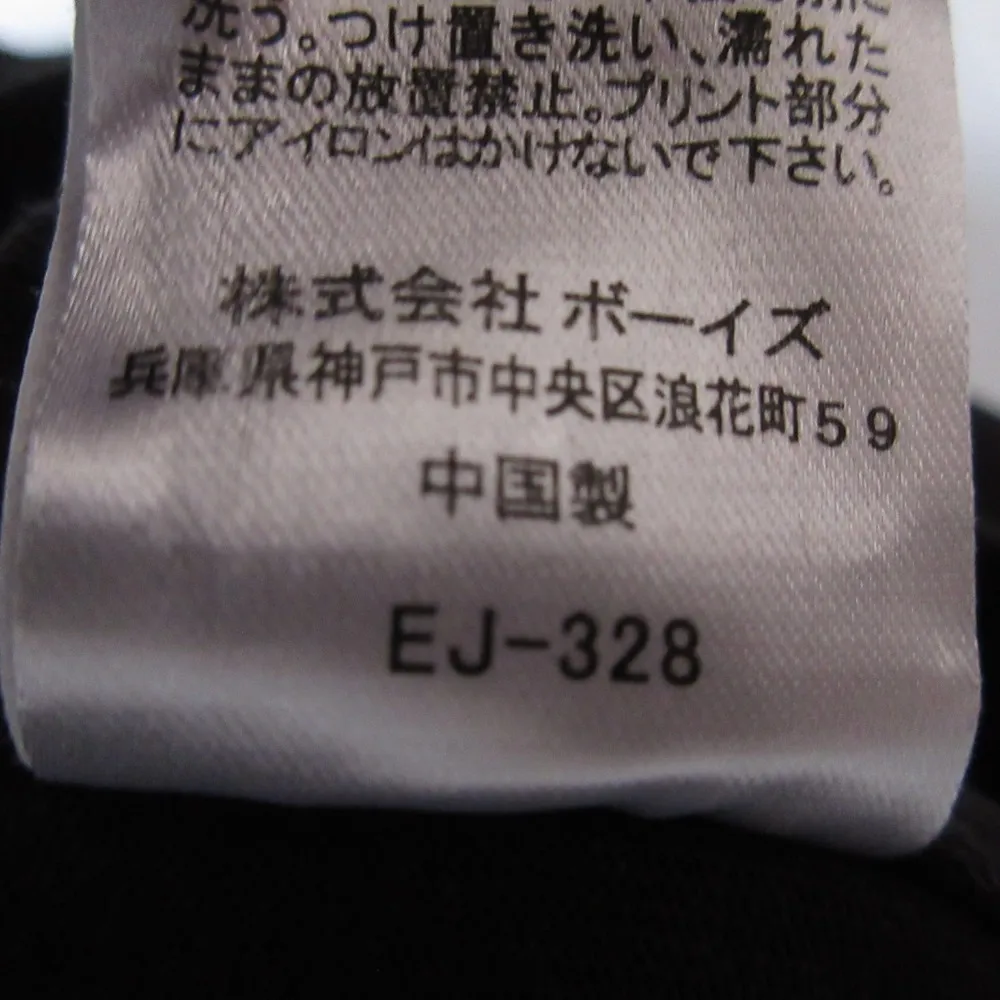 洗う。つけ置き洗い、濡れた
ままの放置禁止。プリント部分
にアイロンはかけないで下さい。
株式会社 ボーイズ
兵庫県神戸市中央区浪花町59
中国製
EJ-328